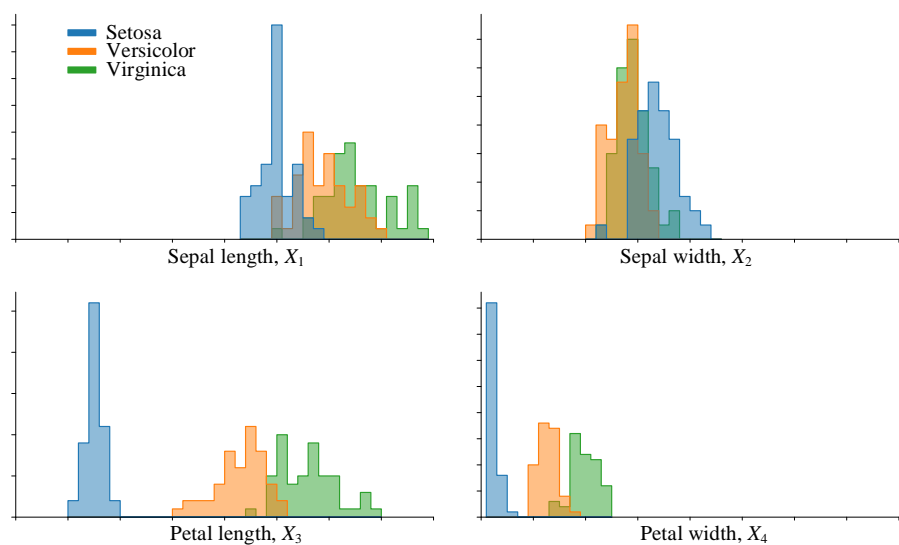 Setosa
Versicolor
Virginica
Sepal length, X₁
Sepal width, X₂
Petal length, X₃
Petal width, X₄